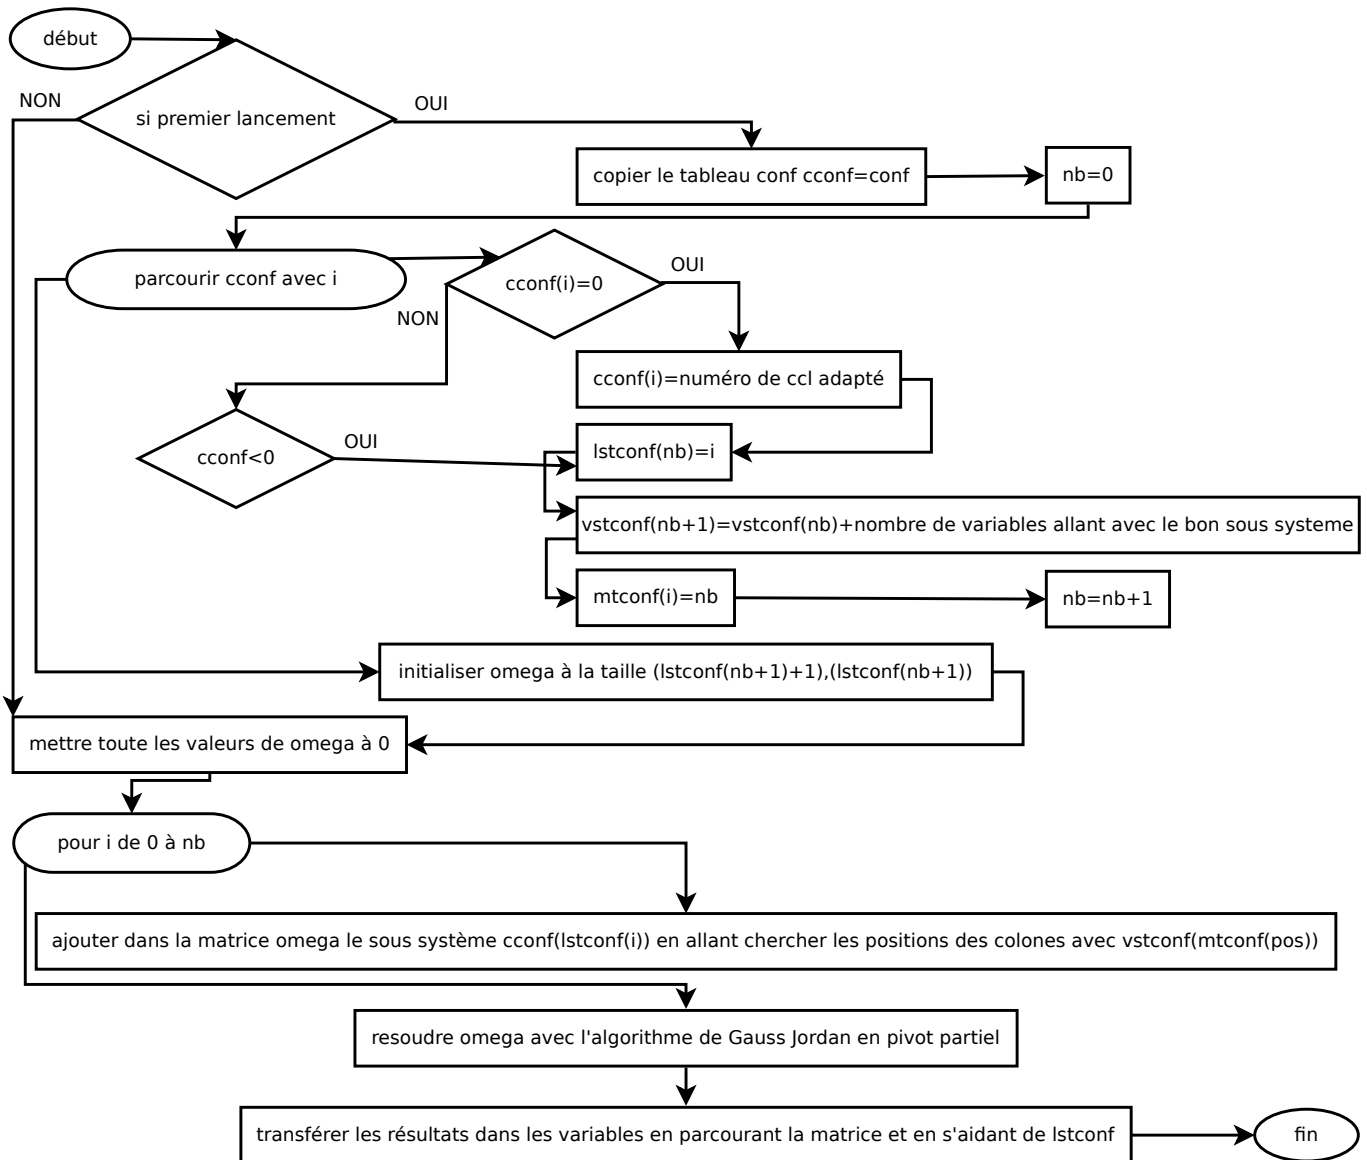 début
NON
OUI
si premier lancement
copier le tableau conf cconf=conf
nb=0
parcourir cconf avec i
cconf(i)=0
OUI
NON
cconf(i)=numéro de ccl adapté
cconf<0
OUI
lstconf(nb)=i
vstconf(nb+1)=vstconf(nb)+nombre de variables allant avec le bon sous systeme
mtconf(i)=nb
nb=nb+1
initialiser omega à la taille (lstconf(nb+1)+1),(lstconf(nb+1))
mettre toute les valeurs de omega à 0
pour i de 0 à nb
ajouter dans la matrice omega le sous système cconf(lstconf(i)) en allant chercher les positions des colones avec vstconf(mtconf(pos))
resoudre omega avec l'algorithme de Gauss Jordan en pivot partiel
transférer les résultats dans les variables en parcourant la matrice et en s'aidant de lstconf
fin